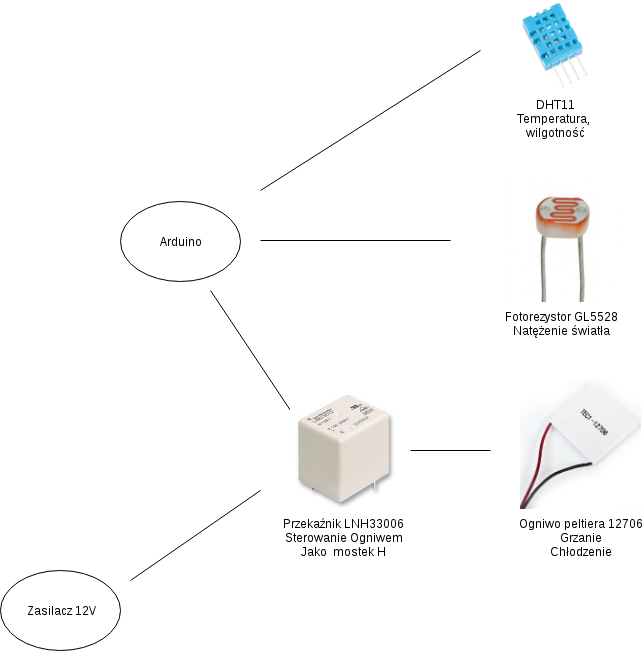 DHT11
Temperatura,
wilgotność
Arduino
Fotorezystor GL5528
Natężenie światła
TEC1-12706
Przekaźnik LNH33006
Sterowanie Ogniwem
Jako mostek H
Ogniwo peltiera 12706
Grzanie
Chłodzenie
Zasilacz 12V